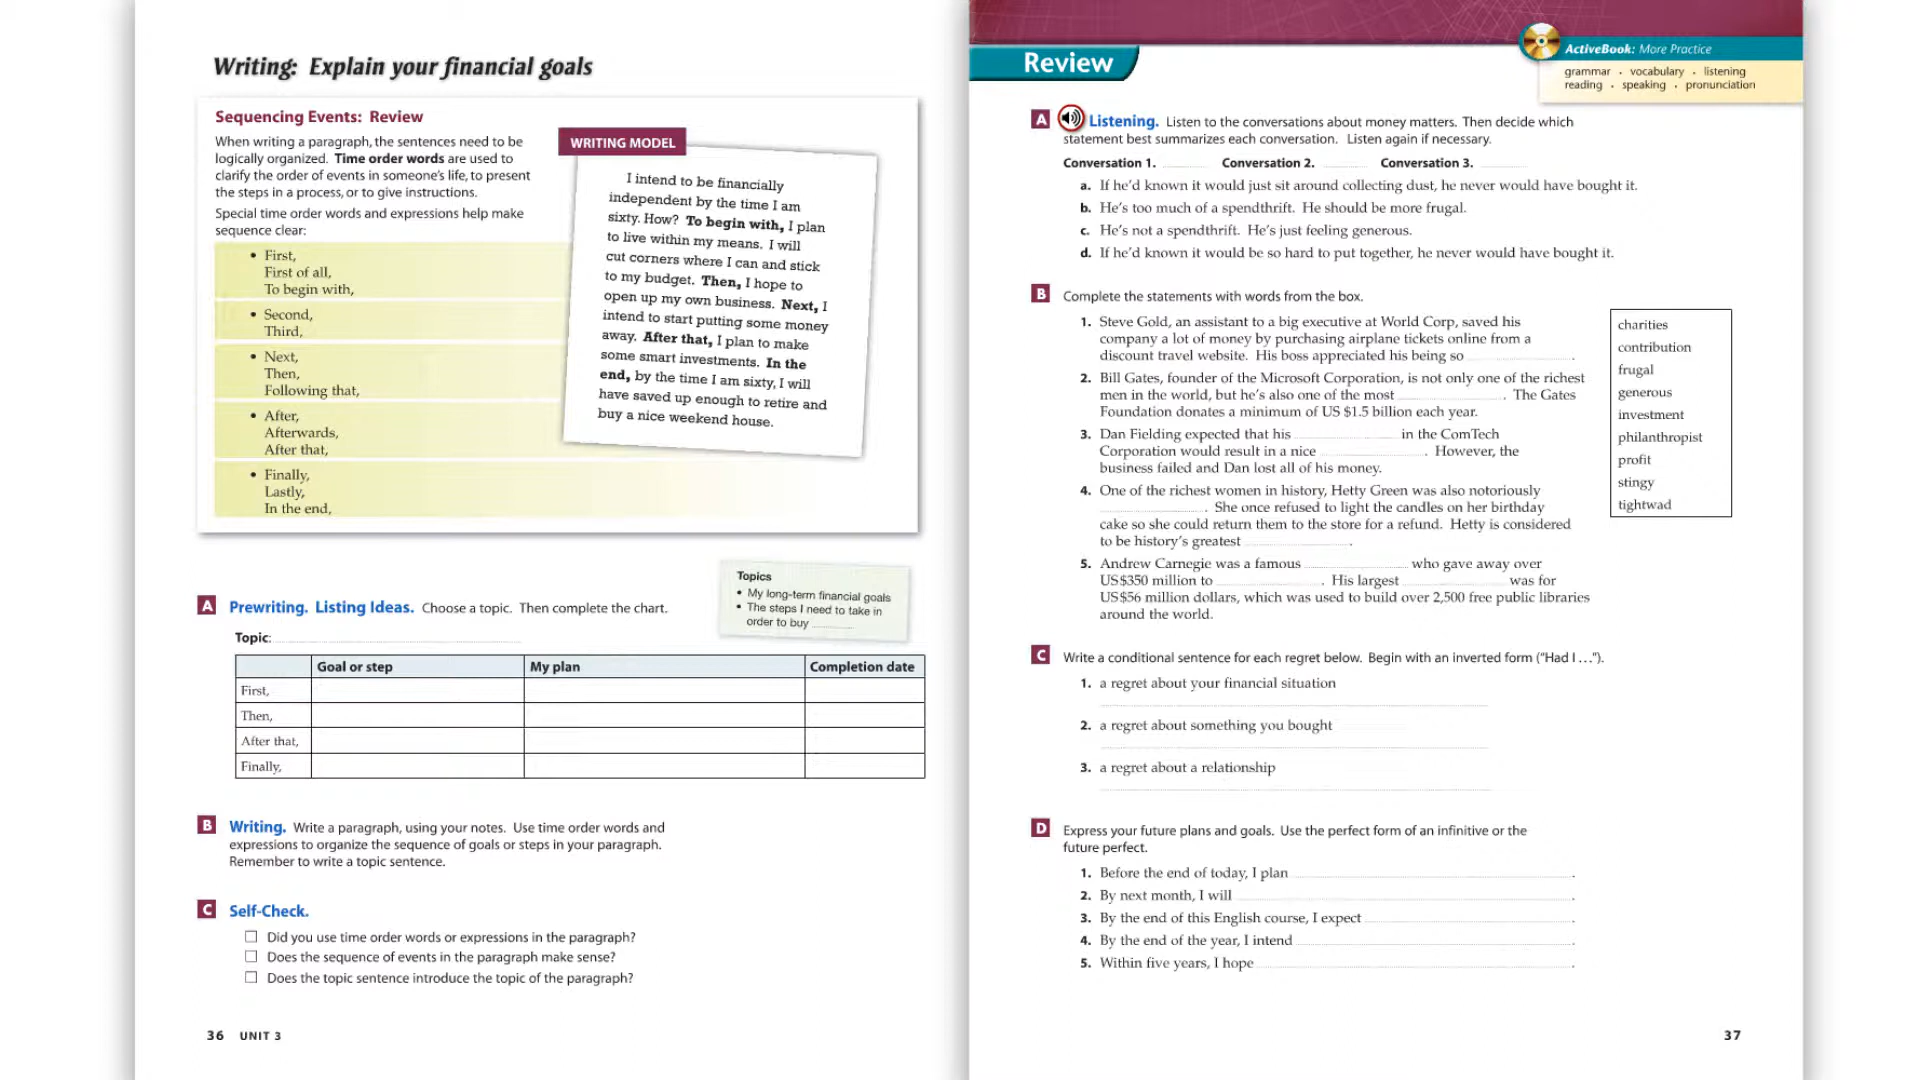 Writing: Explain your financial goals
Sequencing Events: Review
When writing a paragraph, the sentences need to be
logically organized. Time order words are used to
clarify the order of events in someone's life, to present
the steps in a process, or to give instructions.
Special time order words and expressions help make
sequence clear:
• First,
First of all,
To begin with,
• Second,
Third,
• Next,
Then,
Following that,
• After,
Afterwards,
After that,
• Finally,
Lastly,
In the end,
WRITING MODEL
I intend to be financially
independent by the time I am
sixty. How? To begin with, I plan
to live within my means. I will
cut corners where I can and stick
to my budget. Then, I hope to
open up my own business. Next, I
intend to start putting some money
away. After that, I plan to make
some smart investments. In the
end, by the time I am sixty, I will
have saved up enough to retire and
buy a nice weekend house.
A Prewriting. Listing Ideas. Choose a topic. Then complete the chart.
Topics
• My long-term financial goals
• The steps I need to take in
order to buy
Topic:
Goal or step My plan Completion date
First,
Then,
After that,
Finally,
B Writing. Write a paragraph, using your notes. Use time order words and
expressions to organize the sequence of goals or steps in your paragraph.
Remember to write a topic sentence.
C Self-Check.
Did you use time order words or expressions in the paragraph?
Does the sequence of events in the paragraph make sense?
Does the topic sentence introduce the topic of the paragraph?
36 UNIT 3
Review
ActiveBook: More Practice
grammar · vocabulary · listening
reading · speaking · pronunciation
A Listening. Listen to the conversations about money matters. Then decide which
statement best summarizes each conversation. Listen again if necessary.
Conversation 1. Conversation 2. Conversation 3.
a. If he'd known it would just sit around collecting dust, he never would have bought it.
b. He's too much of a spendthrift. He should be more frugal.
c. He's not a spendthrift. He's just feeling generous.
d. If he'd known it would be so hard to put together, he never would have bought it.
B Complete the statements with words from the box.
1. Steve Gold, an assistant to a big executive at World Corp, saved his
company a lot of money by purchasing airplane tickets online from a
discount travel website. His boss appreciated his being so .
2. Bill Gates, founder of the Microsoft Corporation, is not only one of the richest
men in the world, but he's also one of the most . The Gates
Foundation donates a minimum of US $1.5 billion each year.
3. Dan Fielding expected that his in the ComTech
Corporation would result in a nice . However, the
business failed and Dan lost all of his money.
4. One of the richest women in history, Hetty Green was also notoriously
. She once refused to light the candles on her birthday
cake so she could return them to the store for a refund. Hetty is considered
to be history's greatest .
5. Andrew Carnegie was a famous who gave away over
US$350 million to . His largest was for
US$56 million dollars, which was used to build over 2,500 free public libraries
around the world.
charities
contribution
frugal
generous
investment
philanthropist
profit
stingy
tightwad
C Write a conditional sentence for each regret below. Begin with an inverted form ("Had I ...").
1. a regret about your financial situation
2. a regret about something you bought
3. a regret about a relationship
D Express your future plans and goals. Use the perfect form of an infinitive or the
future perfect.
1. Before the end of today, I plan .
2. By next month, I will .
3. By the end of this English course, I expect .
4. By the end of the year, I intend .
5. Within five years, I hope .
37